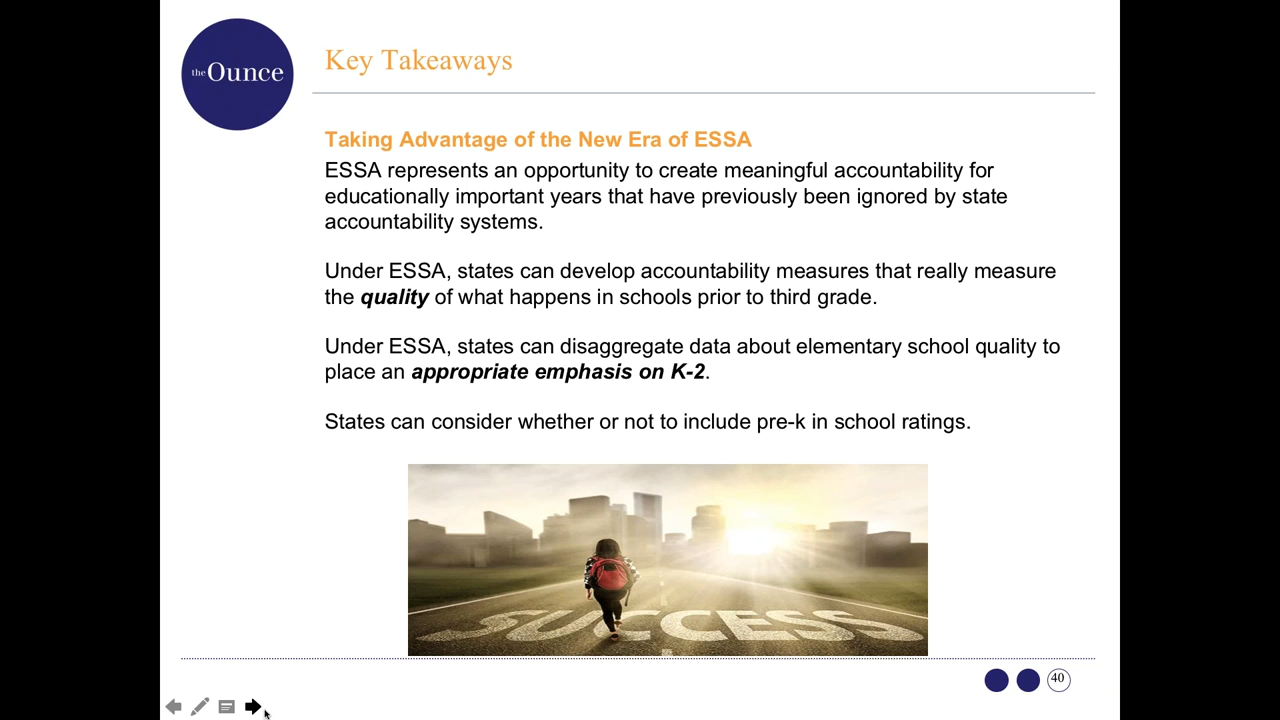 the Ounce
Key Takeaways
Taking Advantage of the New Era of ESSA
ESSA represents an opportunity to create meaningful accountability for
educationally important years that have previously been ignored by state
accountability systems.
Under ESSA, states can develop accountability measures that really measure
the quality of what happens in schools prior to third grade.
Under ESSA, states can disaggregate data about elementary school quality to
place an appropriate emphasis on K-2.
States can consider whether or not to include pre-k in school ratings.
SUCCESS
40